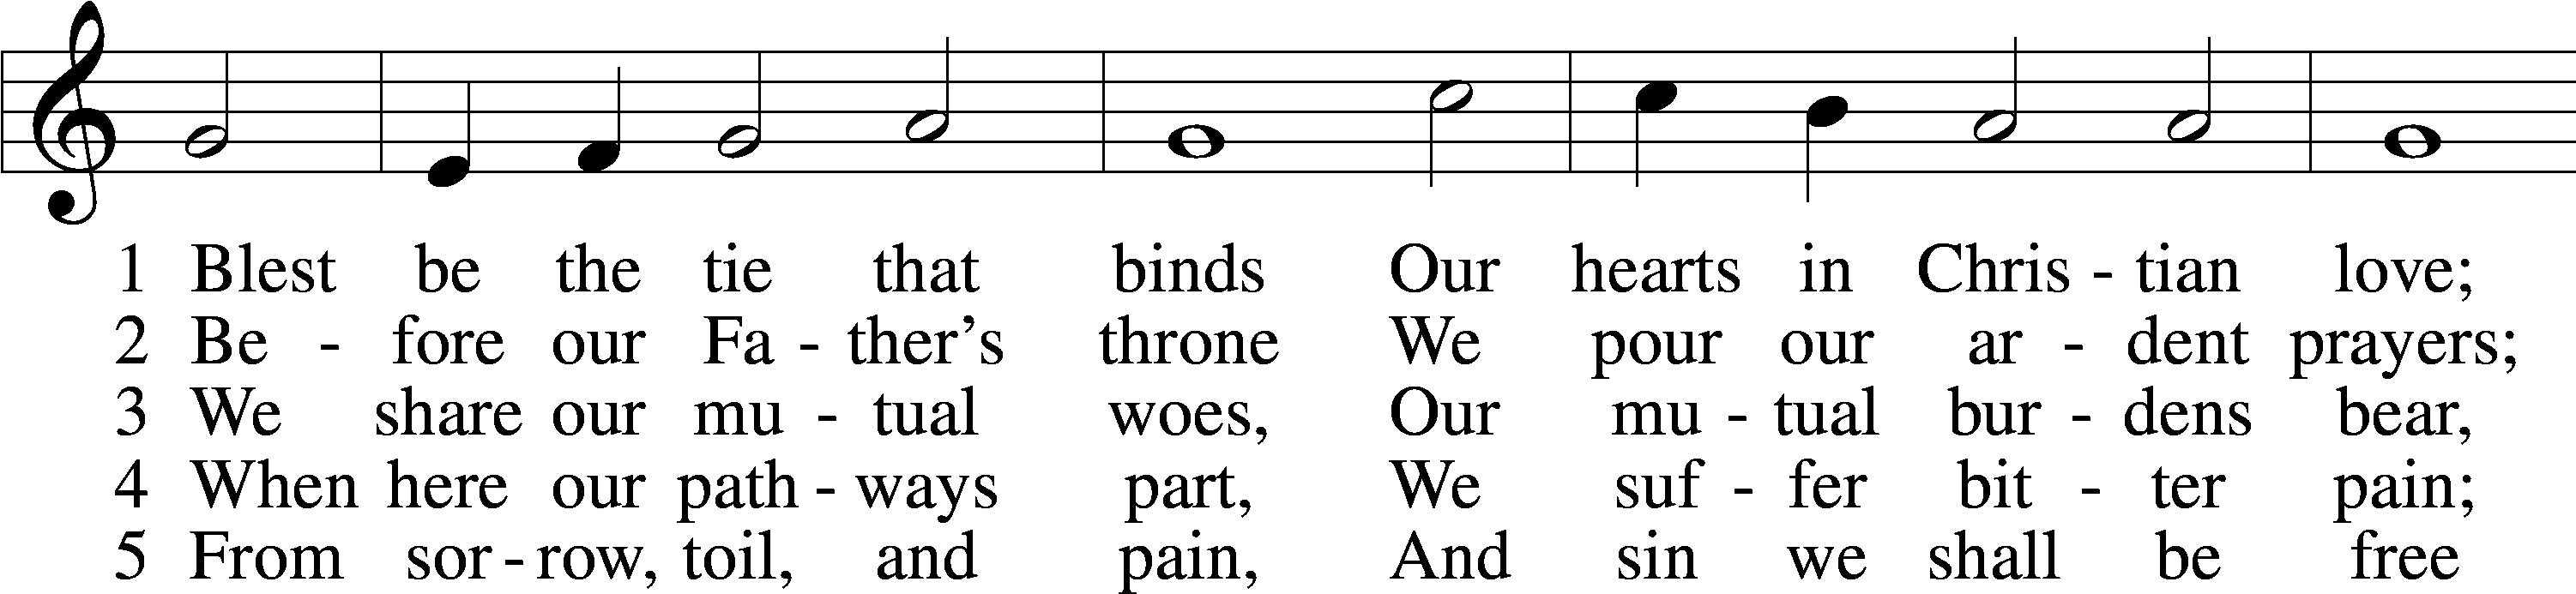 1 Blest be the tie that binds Our hearts in Chris - tian love;
2 Be - fore our Fa - ther's throne We pour our ar - dent prayers;
3 We share our mu - tual woes, Our mu - tual bur - dens bear,
4 When here our path - ways part, We suf - fer bit - ter pain;
5 From sor - row, toil, and pain, And sin we shall be free